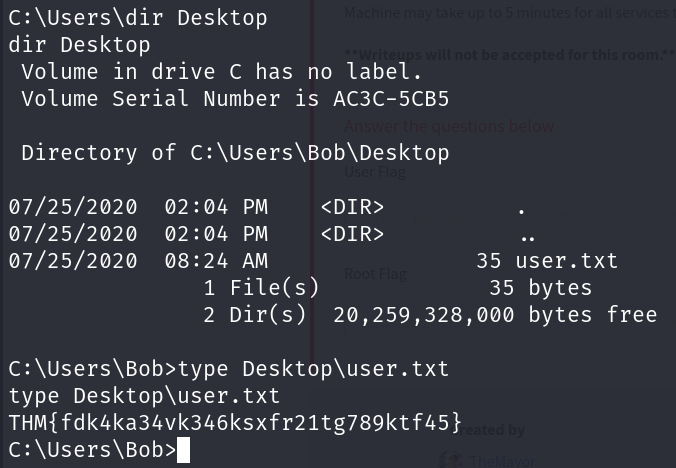 C:\Users\dir Desktop
dir Desktop
 Volume in drive C has no label.
 Volume Serial Number is AC3C-5CB5

 Directory of C:\Users\Bob\Desktop

07/25/2020  02:04 PM    <DIR>          .
07/25/2020  02:04 PM    <DIR>          ..
07/25/2020  08:24 AM                35 user.txt
               1 File(s)             35 bytes
               2 Dir(s)  20,259,328,000 bytes free

C:\Users\Bob>type Desktop\user.txt
type Desktop\user.txt
THM{fdk4ka34vk346ksxfr21tg789ktf45}
C:\Users\Bob>
Machine may take up to 5 minutes for all services
**Writeups will not be accepted for this room.**
Answer the questions below
User Flag
Root Flag
Created by
TheMayor